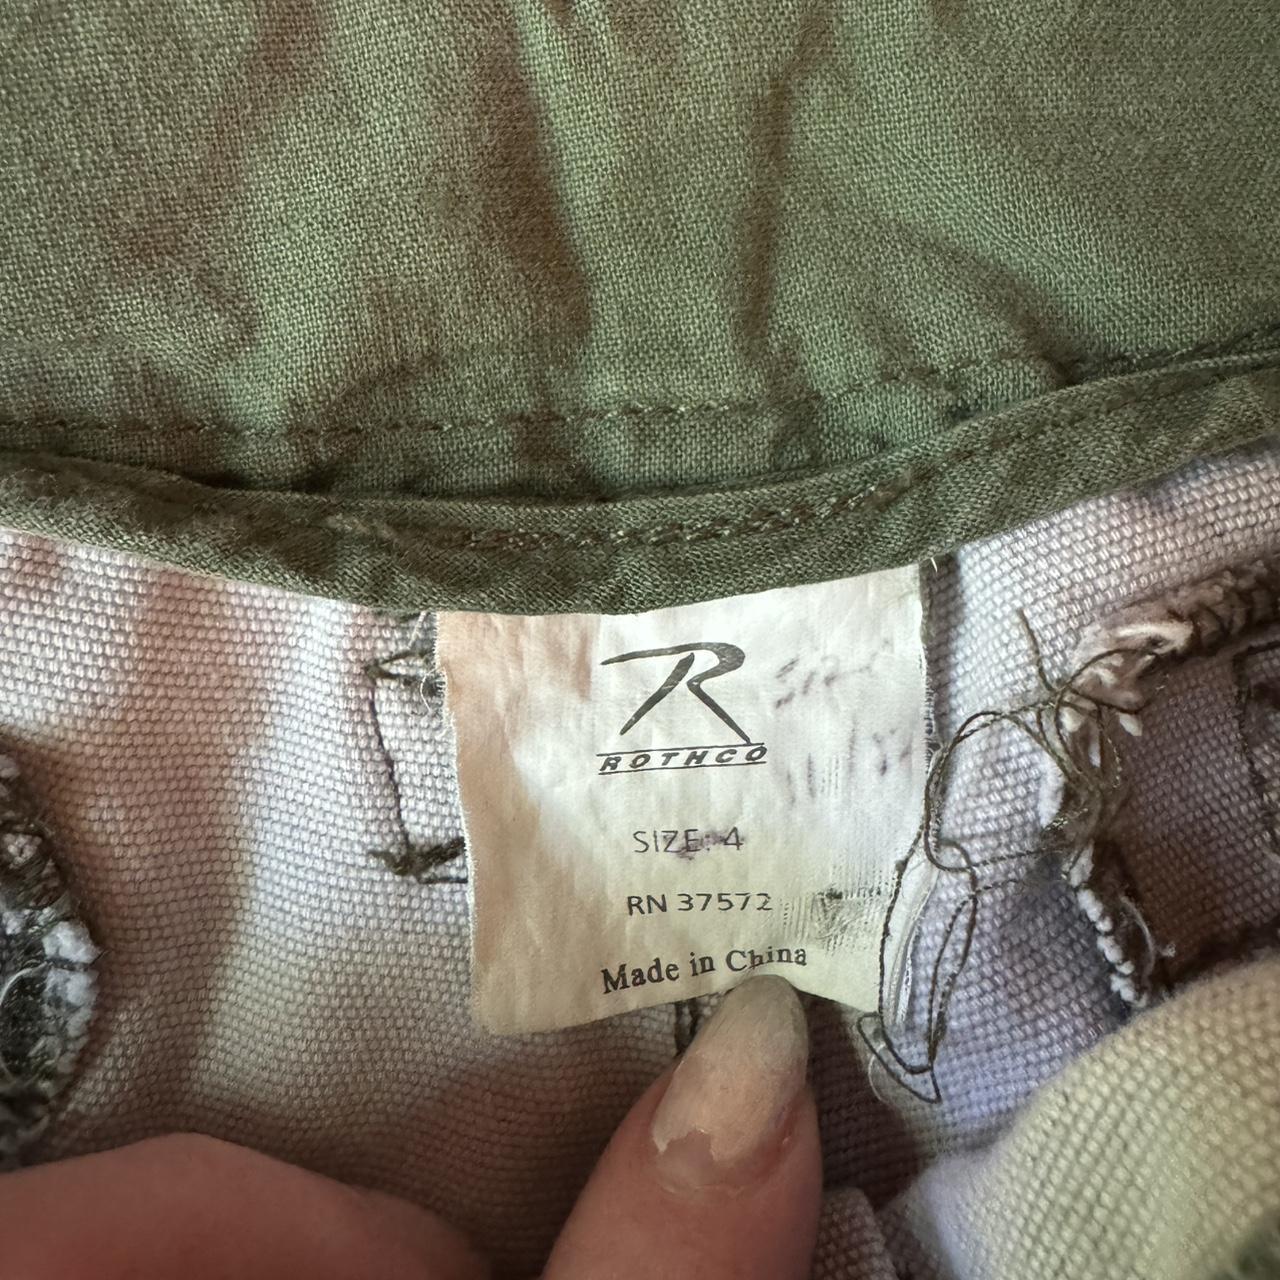 R
ROTHCO
SIZE: 4
RN 37572
Made in China